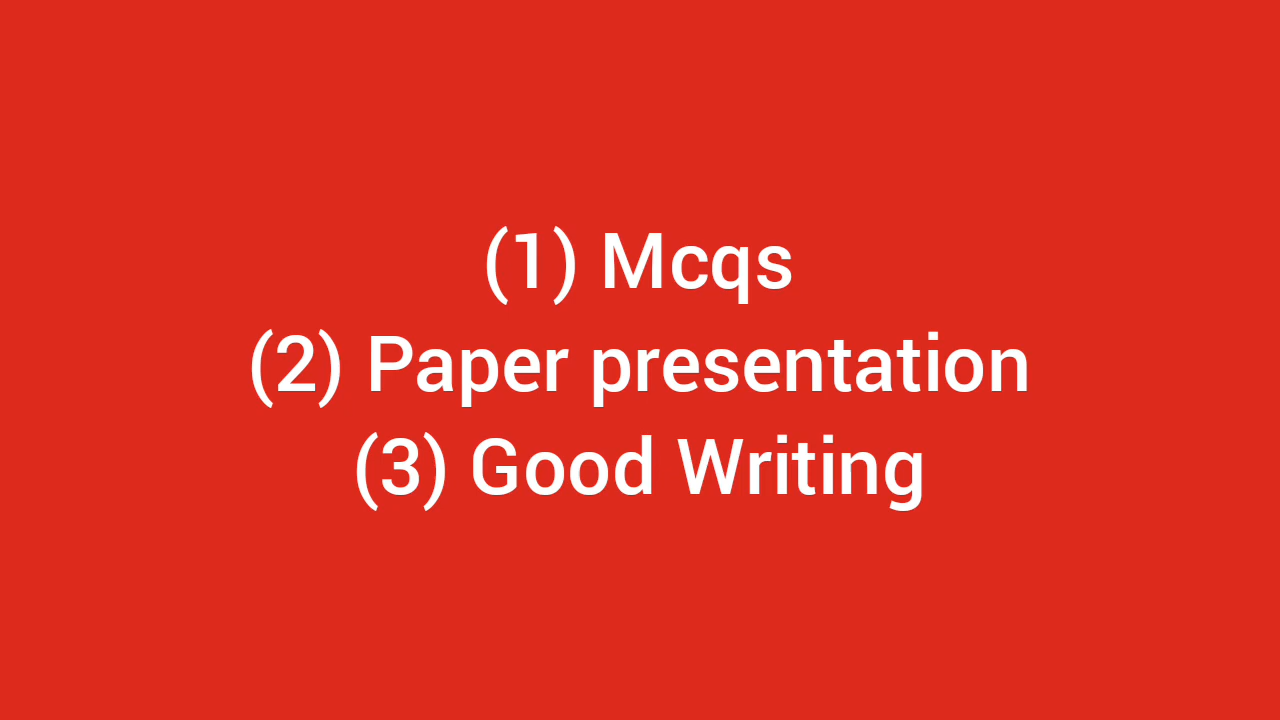 (1) Mcqs
(2) Paper presentation
(3) Good Writing